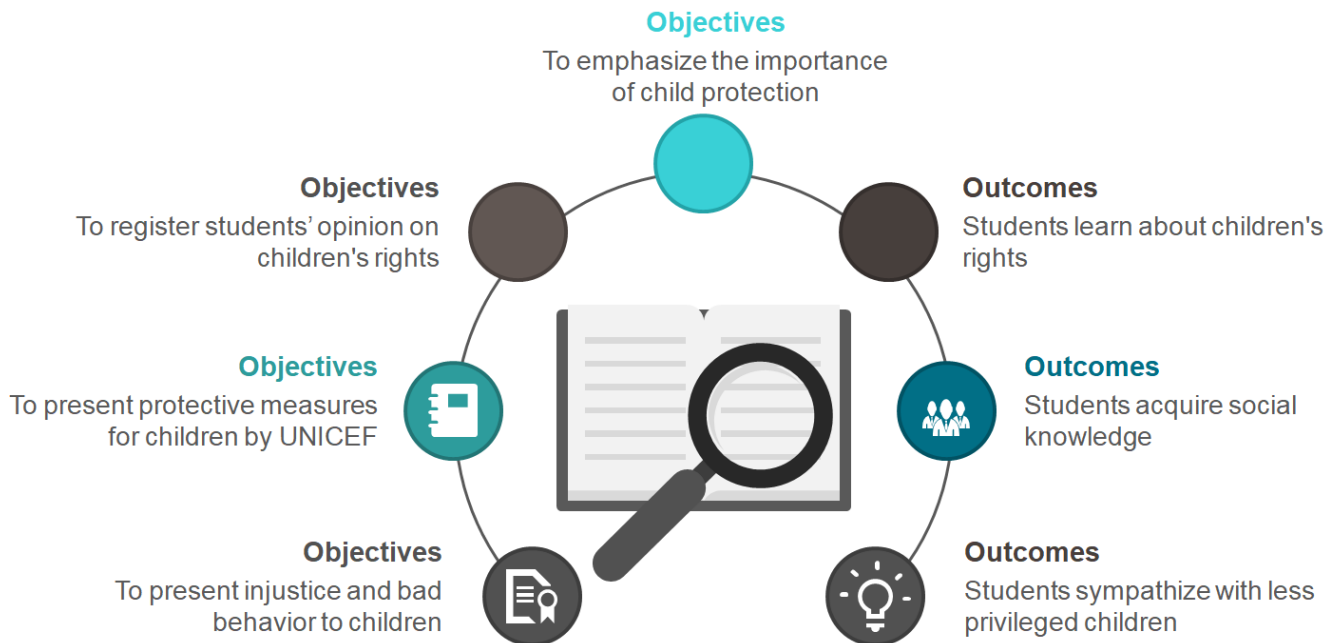 Objectives
To emphasize the importance
of child protection
Objectives
To register students’ opinion on
children's rights
Outcomes
Students learn about children's
rights
Objectives
To present protective measures
for children by UNICEF
Outcomes
Students acquire social
knowledge
Objectives
To present injustice and bad
behavior to children
Outcomes
Students sympathize with less
privileged children